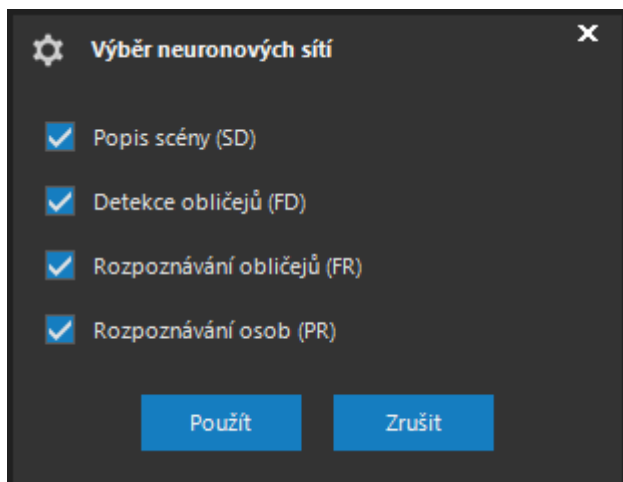 Výběr neuronových sítí
Popis scény (SD)
Detekce obličejů (FD)
Rozpoznávání obličejů (FR)
Rozpoznávání osob (PR)
Použít
Zrušit